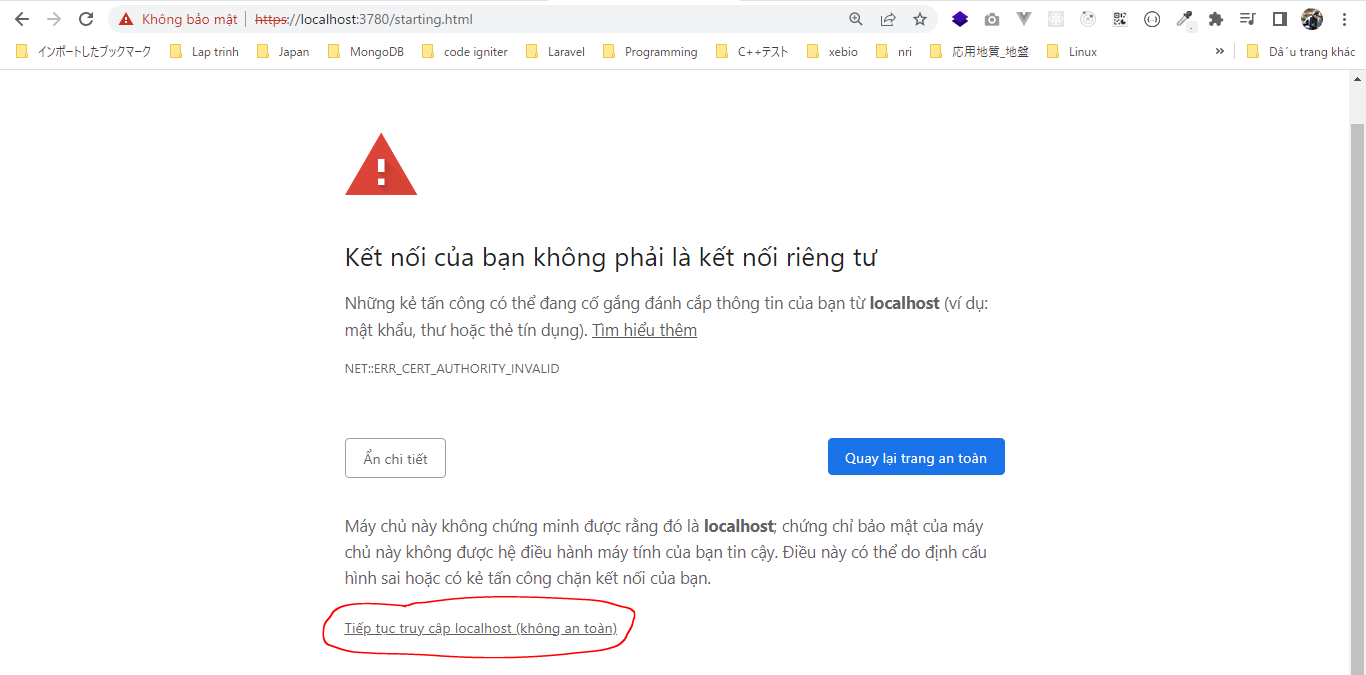 Không bảo mật | https://localhost:3780/starting.html
インポートしたブックマーク Lap trinh Japan MongoDB code igniter Laravel Programming C++テスト xebio nri 応用地質_地盤 Linux » Dấu trang khác
Kết nối của bạn không phải là kết nối riêng tư
Những kẻ tấn công có thể đang cố gắng đánh cắp thông tin của bạn từ localhost (ví dụ:
mật khẩu, thư hoặc thẻ tín dụng). Tìm hiểu thêm
NET::ERR_CERT_AUTHORITY_INVALID
Ẩn chi tiết
Quay lại trang an toàn
Máy chủ này không chứng minh được rằng đó là localhost; chứng chỉ bảo mật của máy
chủ này không được hệ điều hành máy tính của bạn tin cậy. Điều này có thể do định cấu
hình sai hoặc có kẻ tấn công chặn kết nối của bạn.
Tiếp tục truy cập localhost (không an toàn)